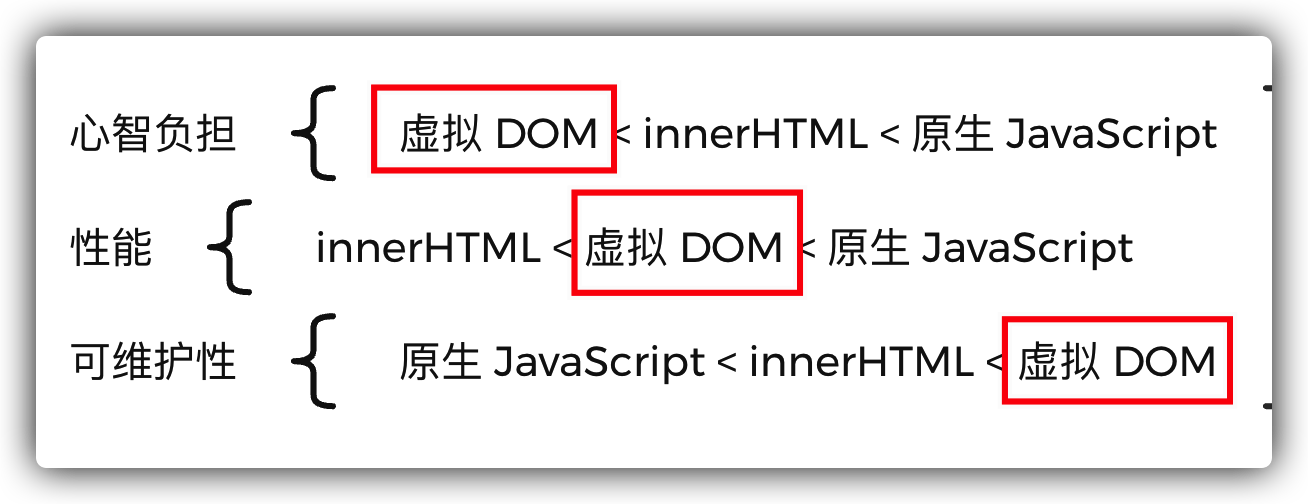 心智负担 { 虚拟 DOM < innerHTML < 原生 JavaScript
性能 { innerHTML < 虚拟 DOM < 原生 JavaScript
可维护性 { 原生 JavaScript < innerHTML < 虚拟 DOM